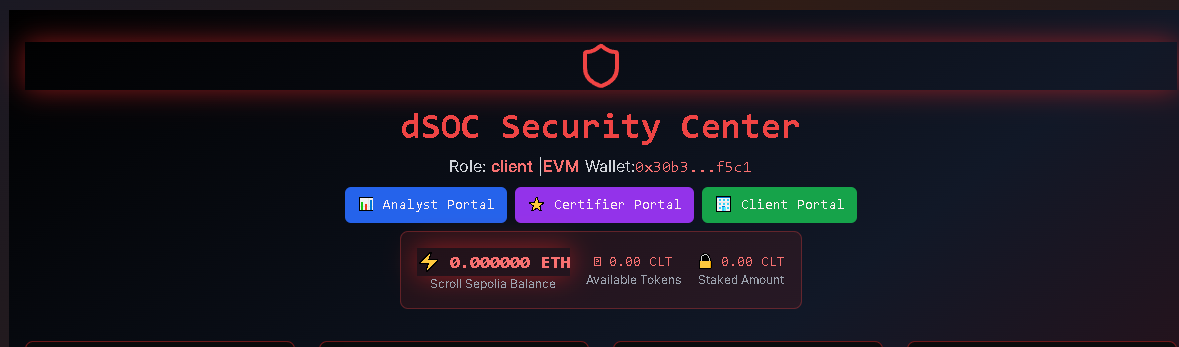 dSOC Security Center
Role: client |EVM Wallet:0x30b3...f5c1
📊 Analyst Portal ⭐ Certifier Portal 🏢 Client Portal
⚡ 0.000000 ETH 0.00 CLT 🔒 0.00 CLT
Scroll Sepolia Balance Available Tokens Staked Amount